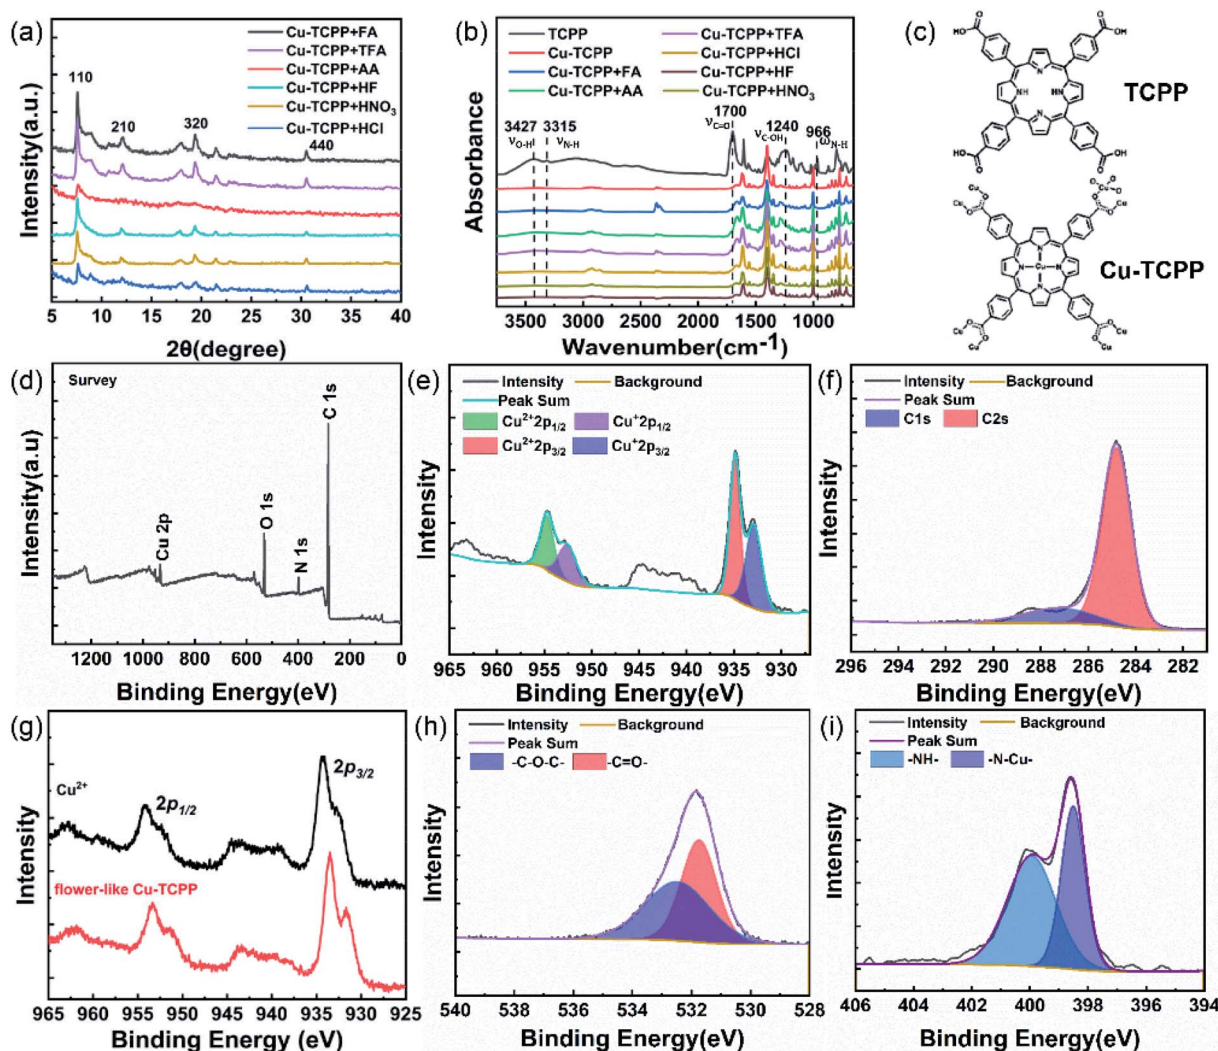 (a)
Intensity(a.u.)
Cu-TCPP+FA
Cu-TCPP+TFA
Cu-TCPP+AA
Cu-TCPP+HF
Cu-TCPP+HNO₃
Cu-TCPP+HCl
110
210
320
440
5 10 15 20 25 30 35 40
2θ(degree)
(b)
Absorbance
TCPP
Cu-TCPP
Cu-TCPP+FA
Cu-TCPP+AA
Cu-TCPP+TFA
Cu-TCPP+HCl
Cu-TCPP+HF
Cu-TCPP+HNO₃
3427 3315
νO-H νN-H
1700
νC=O
νC-OH 1240
966
ωN-H
3500 3000 2500 2000 1500 1000
Wavenumber(cm⁻¹)
(c)
TCPP
Cu-TCPP
(d)
Survey
Intensity(a.u)
Cu 2p
O 1s
N 1s
C 1s
1200 1000 800 600 400 200 0
Binding Energy(eV)
(e)
Intensity
Intensity Background
Peak Sum
Cu²⁺2p1/2 Cu⁺2p1/2
Cu²⁺2p3/2 Cu⁺2p3/2
965 960 955 950 945 940 935 930
Binding Energy(eV)
(f)
Intensity
Intensity Background
Peak Sum
C1s C2s
296 294 292 290 288 286 284 282
Binding Energy(eV)
(g)
Intensity
Cu²⁺
2p1/2
2p3/2
flower-like Cu-TCPP
965 960 955 950 945 940 935 930 925
Binding Energy (eV)
(h)
Intensity
Intensity Background
Peak Sum
-C-O-C- -C=O-
540 538 536 534 532 530 528
Binding Energy(eV)
(i)
Intensity
Intensity Background
Peak Sum
-NH- -N-Cu-
406 404 402 400 398 396 394
Binding Energy(eV)